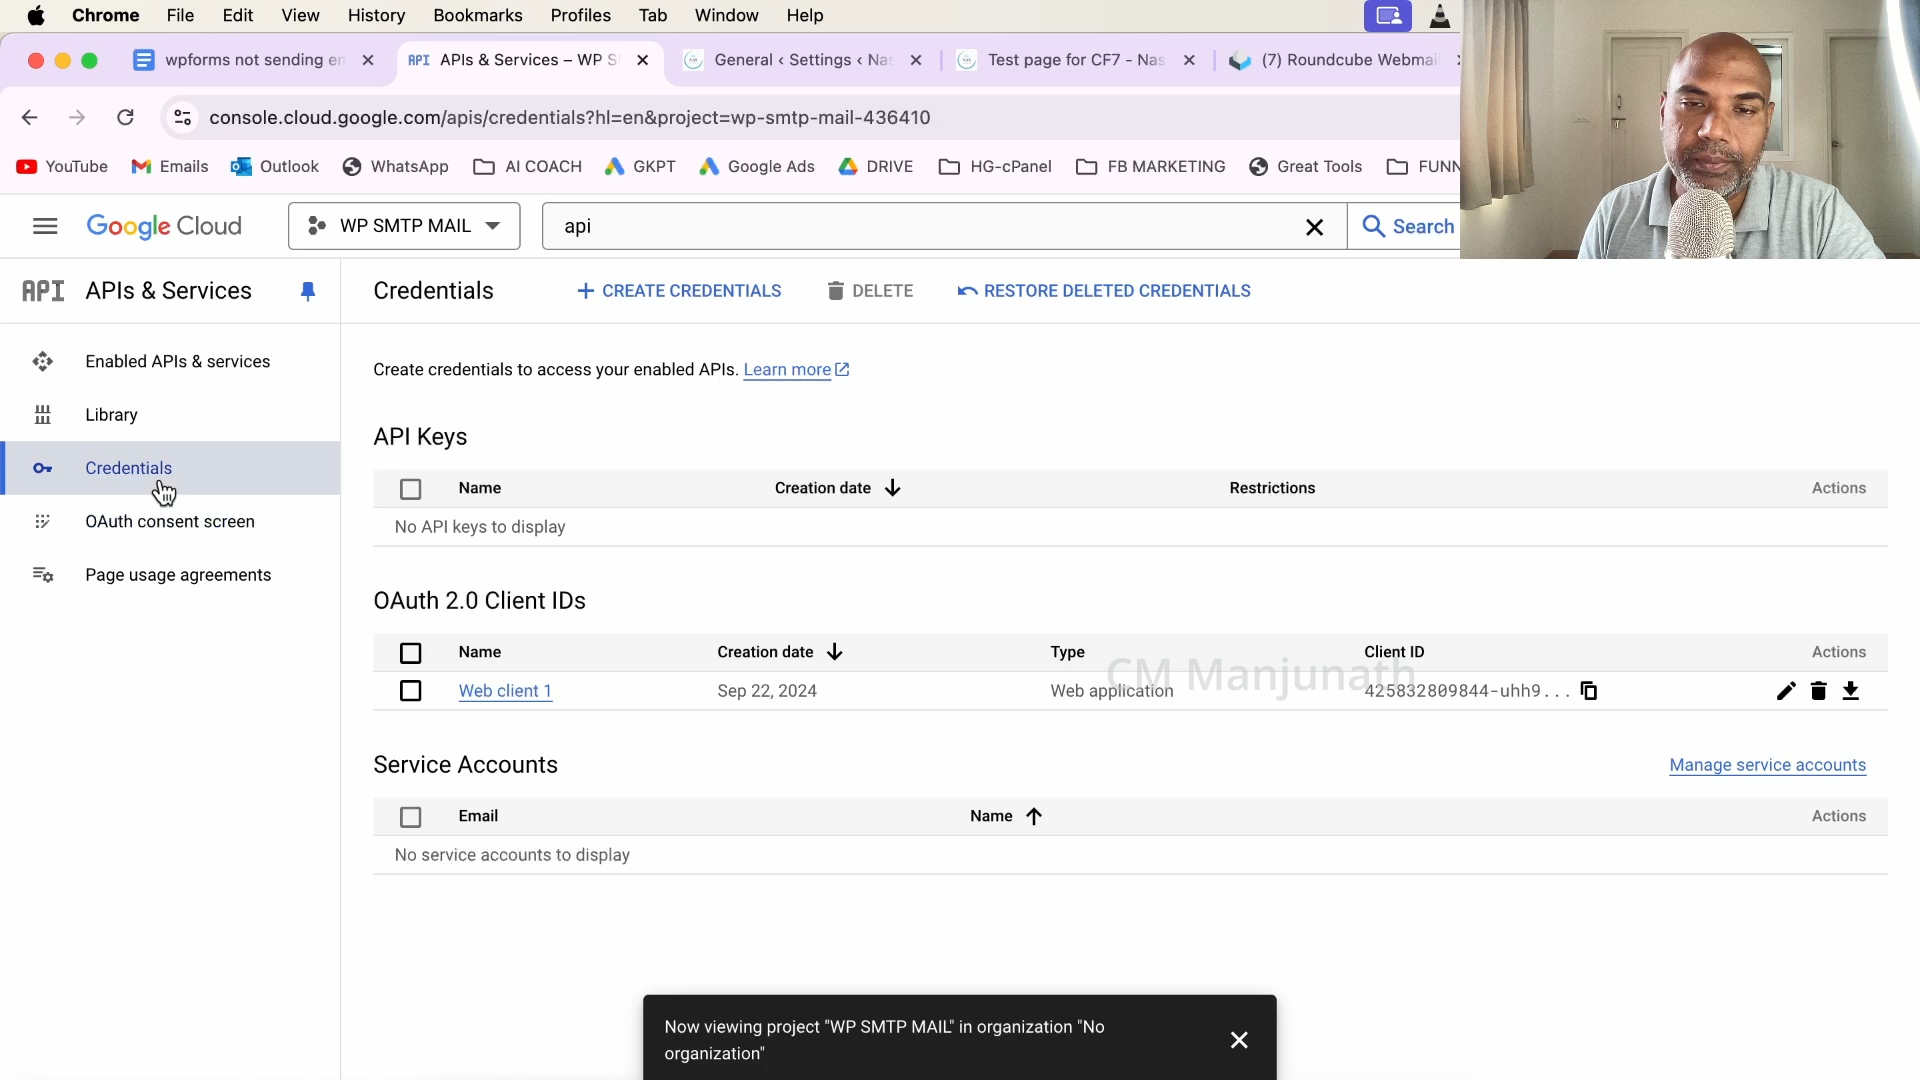 Chrome File Edit View History Bookmarks Profiles Tab Window Help
wpforms not sending em
API APIs & Services – WP S
General ‹ Settings ‹ Nas
Test page for CF7 - Nas
(7) Roundcube Webmail
console.cloud.google.com/apis/credentials?hl=en&project=wp-smtp-mail-436410
YouTube Emails Outlook WhatsApp AI COACH GKPT Google Ads DRIVE HG-cPanel FB MARKETING Great Tools FUNN
Google Cloud WP SMTP MAIL api Search
API APIs & Services
Credentials CREATE CREDENTIALS DELETE RESTORE DELETED CREDENTIALS
Enabled APIs & services
Library
Credentials
OAuth consent screen
Page usage agreements
Create credentials to access your enabled APIs. Learn more
API Keys
Name Creation date Restrictions Actions
No API keys to display
OAuth 2.0 Client IDs
Name Creation date Type Client ID Actions
CM Manjunath
Web client 1 Sep 22, 2024 Web application 425832809844-uhh9...
Service Accounts Manage service accounts
Email Name Actions
No service accounts to display
Now viewing project "WP SMTP MAIL" in organization "No
organization"